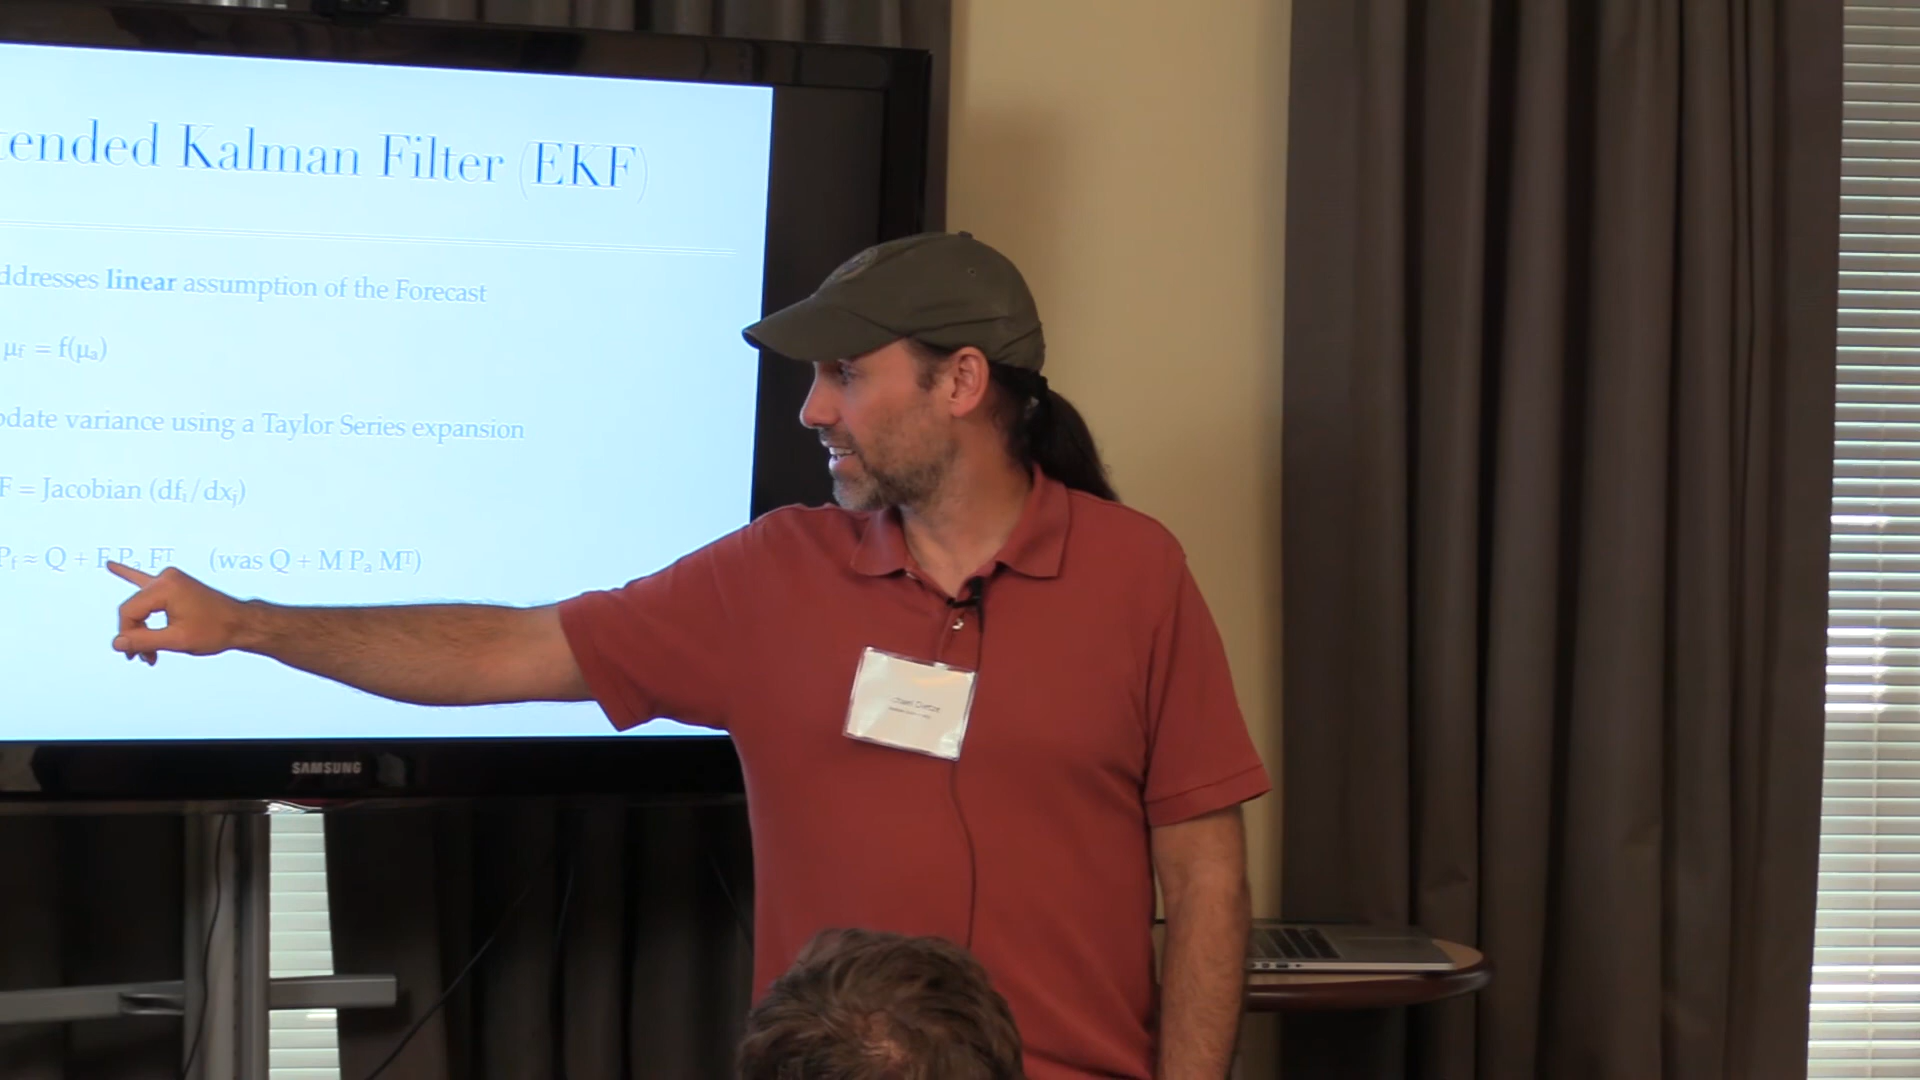 tended Kalman Filter (EKF)
ddresses linear assumption of the Forecast
μf = f(μa)
pdate variance using a Taylor Series expansion
F = Jacobian (dfi/dxj)
Pf ≈ Q + F Pa FT (was Q + M Pa MT)
SAMSUNG